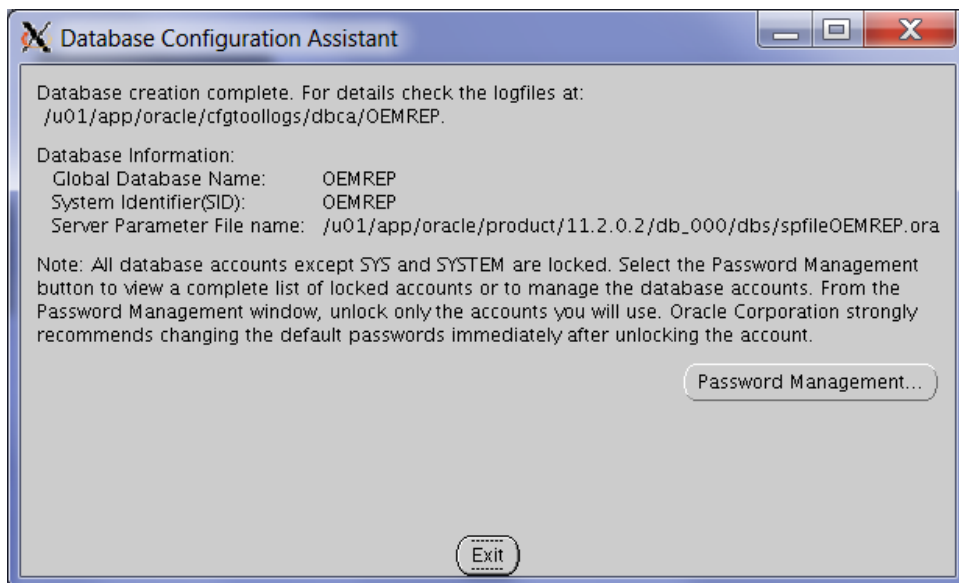 Database Configuration Assistant
Database creation complete. For details check the logfiles at:
/u01/app/oracle/cfgtoollogs/dbca/OEMREP.
Database Information:
Global Database Name: OEMREP
System Identifier(SID): OEMREP
Server Parameter File name: /u01/app/oracle/product/11.2.0.2/db_000/dbs/spfileOEMREP.ora
Note: All database accounts except SYS and SYSTEM are locked. Select the Password Management
button to view a complete list of locked accounts or to manage the database accounts. From the
Password Management window, unlock only the accounts you will use. Oracle Corporation strongly
recommends changing the default passwords immediately after unlocking the account.
Password Management...
Exit